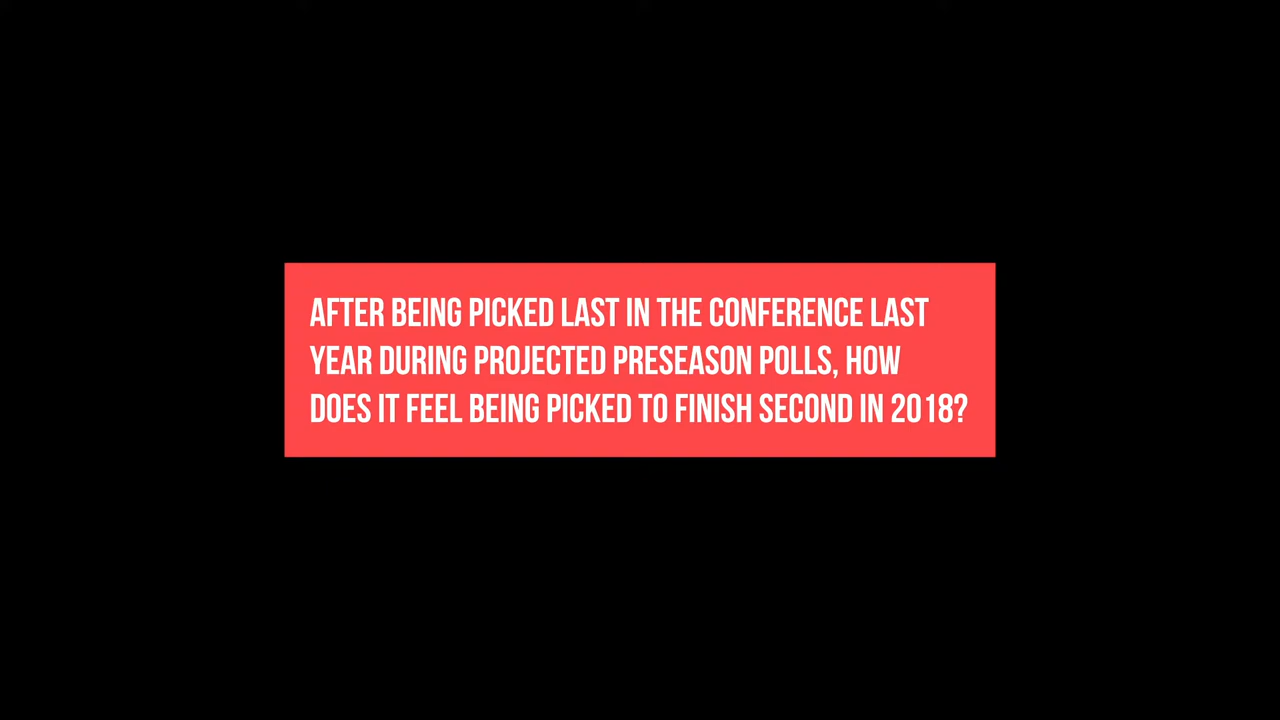 AFTER BEING PICKED LAST IN THE CONFERENCE LAST
YEAR DURING PROJECTED PRESEASON POLLS, HOW
DOES IT FEEL BEING PICKED TO FINISH SECOND IN 2018?